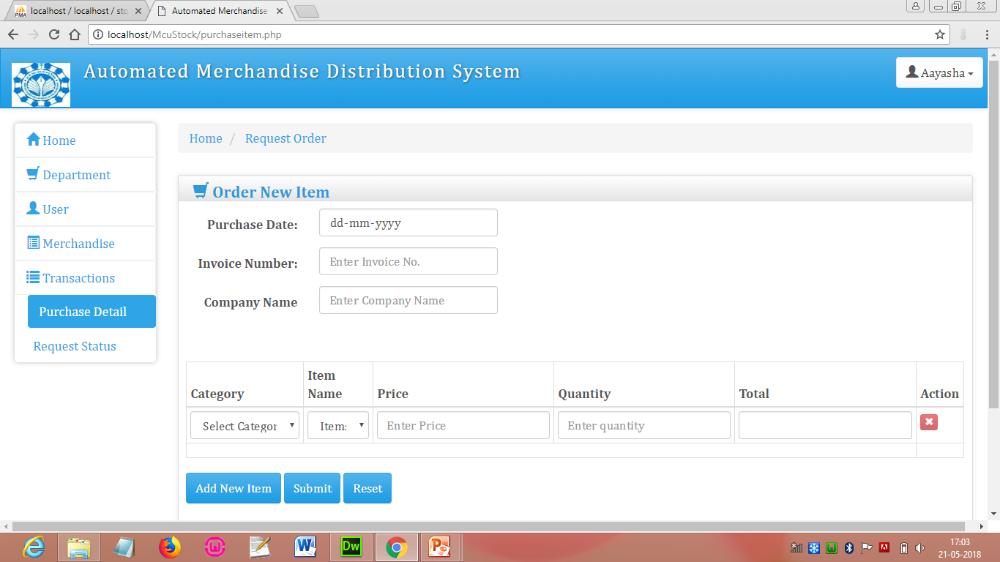 localhost / localhost / sto
Automated Merchandise
localhost/McuStock/purchaseitem.php
Automated Merchandise Distribution System
Aayasha
Home
Department
User
Merchandise
Transactions
Purchase Detail
Request Status
Home / Request Order
Order New Item
Purchase Date:
dd-mm-yyyy
Invoice Number:
Enter Invoice No.
Company Name
Enter Company Name
Category
Item Name
Price
Quantity
Total
Action
Select Categor
Item
Enter Price
Enter quantity
Add New Item
Submit
Reset
17:03
21-05-2018